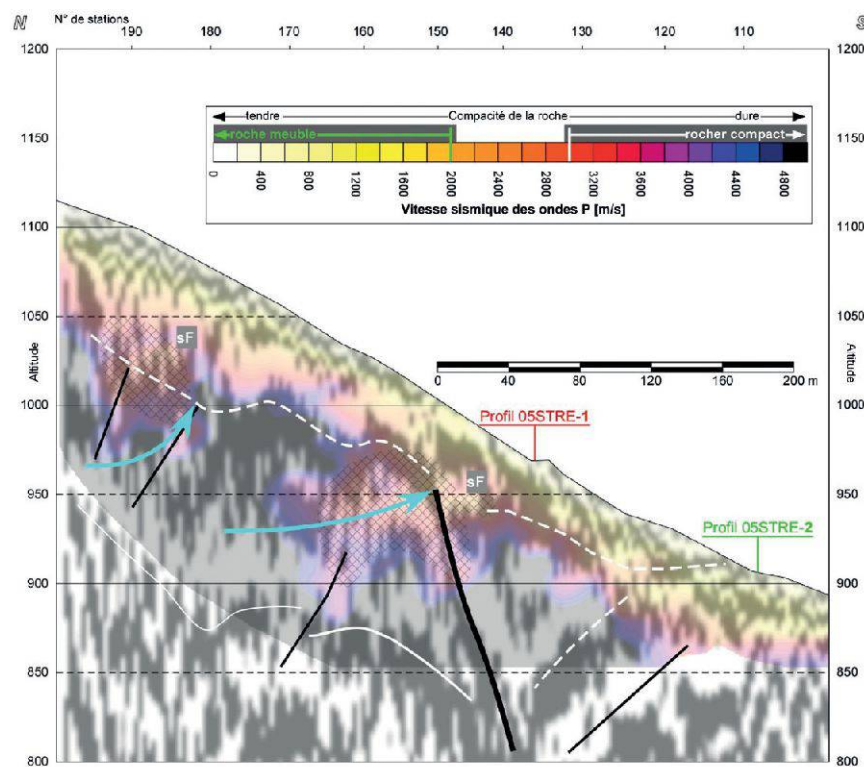 N
N° de stations
S
190 180 170 160 150 140 130 120 110
1200 1200
tendre Compacité de la roche dure
roche meuble rocher compact
1150 1150
0 400 800 1200 1600 2000 2400 2800 3200 3600 4000 4400 4800
Vitesse sismique des ondes P [m/s]
1100 1100
1050 1050
sF
Altitude Altitude
0 40 80 120 160 200 m
1000 1000
Profil 05STRE-1
950 950
sF
Profil 05STRE-2
900 900
850 850
800 800